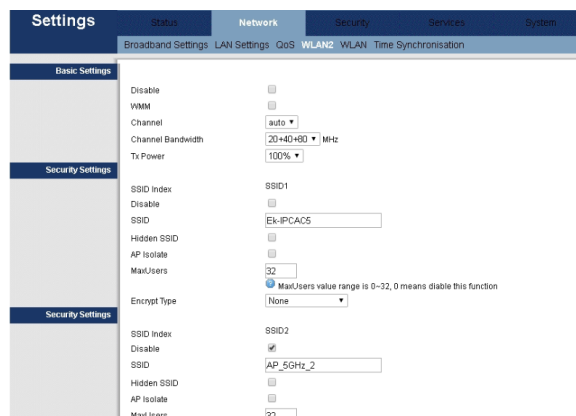 Settings Status Network Security Services System
Broadband Settings LAN Settings QoS WLAN2 WLAN Time Synchronisation
Basic Settings
Disable
WMM
Channel auto
Channel Bandwidth 20+40+80 MHz
Tx Power 100%
Security Settings
SSID Index SSID1
Disable
SSID Ek-IPCAC5
Hidden SSID
AP Isolate
MaxUsers 32
MaxUsers value range is 0~32, 0 means diable this function
Encrypt Type None
Security Settings
SSID Index SSID2
Disable
SSID AP_5GHz_2
Hidden SSID
AP Isolate
MaxUsers 32